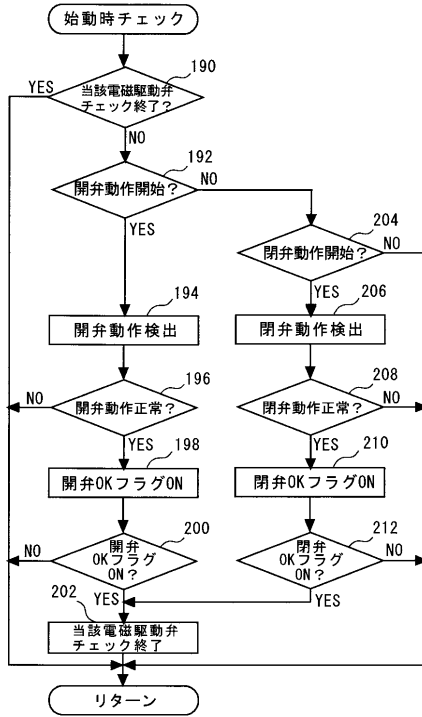 始動時チェック
190
YES
当該電磁駆動弁
チェック終了?
NO
192
開弁動作開始?
NO
YES
204
閉弁動作開始?
NO
YES
194
開弁動作検出
206
閉弁動作検出
196
開弁動作正常?
NO
YES
208
閉弁動作正常?
NO
YES
198
開弁OKフラグON
210
閉弁OKフラグON
200
開弁
OKフラグ
ON?
NO
YES
212
閉弁
OKフラグ
ON?
NO
YES
202
当該電磁駆動弁
チェック終了
リターン